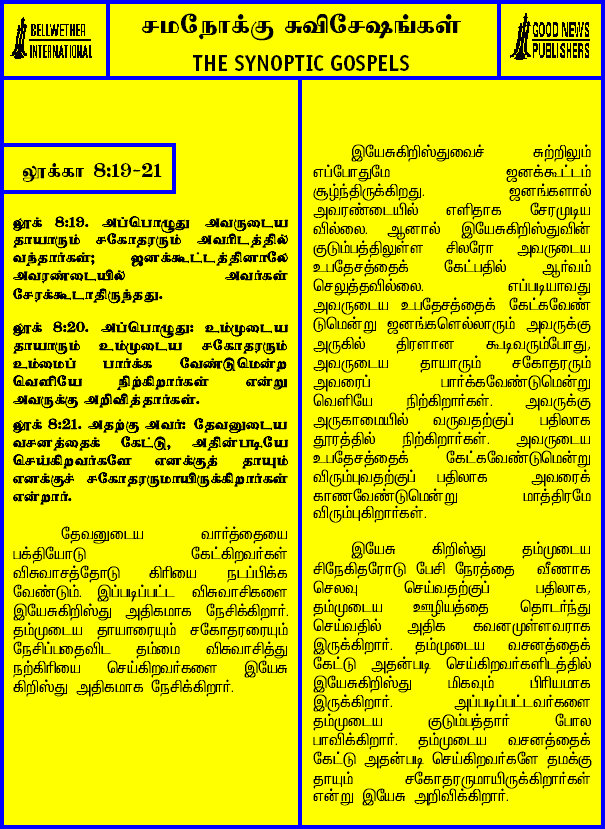 BELLWETHER
INTERNATIONAL
சமநோக்கு சுவிசேஷங்கள்
THE SYNOPTIC GOSPELS
GOOD NEWS
PUBLISHERS
லூக்கா 8:19-21
லூக் 8:19. அப்பொழுது அவருடைய
தாயாரும் சகோதரரும் அவரிடத்தில்
வந்தார்கள்; ஜனக்கூட்டத்தினாலே
அவரண்டையில் அவர்கள்
சேரக்கூடாதிருந்தது.
லூக் 8:20. அப்பொழுது: உம்முடைய
தாயாரும் உம்முடைய சகோதரரும்
உம்மைப் பார்க்க வேண்டுமென்று
வெளியே நிற்கிறார்கள் என்று
அவருக்கு அறிவித்தார்கள்.
லூக் 8:21. அதற்கு அவர்: தேவனுடைய
வசனத்தைக் கேட்டு, அதின்படியே
செய்கிறவர்களே எனக்குத் தாயும்
எனக்குச் சகோதரருமாயிருக்கிறார்கள்
என்றார்.
தேவனுடைய வார்த்தையை
பக்தியோடு கேட்கிறவர்கள்
விசுவாசத்தோடு கிரியை நடப்பிக்க
வேண்டும். இப்படிப்பட்ட விசுவாசிகளை
இயேசுகிறிஸ்து அதிகமாக நேசிக்கிறார்.
தம்முடைய தாயாரையும் சகோதரரையும்
நேசிப்பதைவிட தம்மை விசுவாசித்து
நற்கிரியை செய்கிறவர்களை இயேசு
கிறிஸ்து அதிகமாக நேசிக்கிறார்.
இயேசுகிறிஸ்துவைச் சுற்றிலும்
எப்போதுமே ஜனக்கூட்டம்
சூழ்ந்திருக்கிறது. ஜனங்களால்
அவரண்டையில் எளிதாக சேரமுடிய
வில்லை. ஆனால் இயேசுகிறிஸ்துவின்
குடும்பத்திலுள்ள சிலரோ அவருடைய
உபதேசத்தைக் கேட்பதில் ஆர்வம்
செலுத்தவில்லை. எப்படியாவது
அவருடைய உபதேசத்தைக் கேட்கவேண்
டுமென்று ஜனங்களெல்லாரும் அவருக்கு
அருகில் திரளான கூடிவரும்போது,
அவருடைய தாயாரும் சகோதரரும்
அவரைப் பார்க்கவேண்டுமென்று
வெளியே நிற்கிறார்கள். அவருக்கு
அருகாமையில் வருவதற்குப் பதிலாக
தூரத்தில் நிற்கிறார்கள். அவருடைய
உபதேசத்தைக் கேட்கவேண்டுமென்று
விரும்புவதற்குப் பதிலாக அவரைக்
காணவேண்டுமென்று மாத்திரமே
விரும்புகிறார்கள்.
இயேசு கிறிஸ்து தம்முடைய
சிநேகிதரோடு பேசி நேரத்தை வீணாக
செலவு செய்வதற்குப் பதிலாக,
தம்முடைய ஊழியத்தை தொடர்ந்து
செய்வதில் அதிக கவனமுள்ளவராக
இருக்கிறார். தம்முடைய வசனத்தைக்
கேட்டு அதன்படி செய்கிறவர்களிடத்தில்
இயேசுகிறிஸ்து மிகவும் பிரியமாக
இருக்கிறார். அப்படிப்பட்டவர்களை
தம்முடைய குடும்பத்தார் போல
பாவிக்கிறார். தம்முடைய வசனத்தைக்
கேட்டு அதன்படி செய்கிறவர்களே தமக்கு
தாயும் சகோதரருமாயிருக்கிறார்கள்
என்று இயேசு அறிவிக்கிறார்.